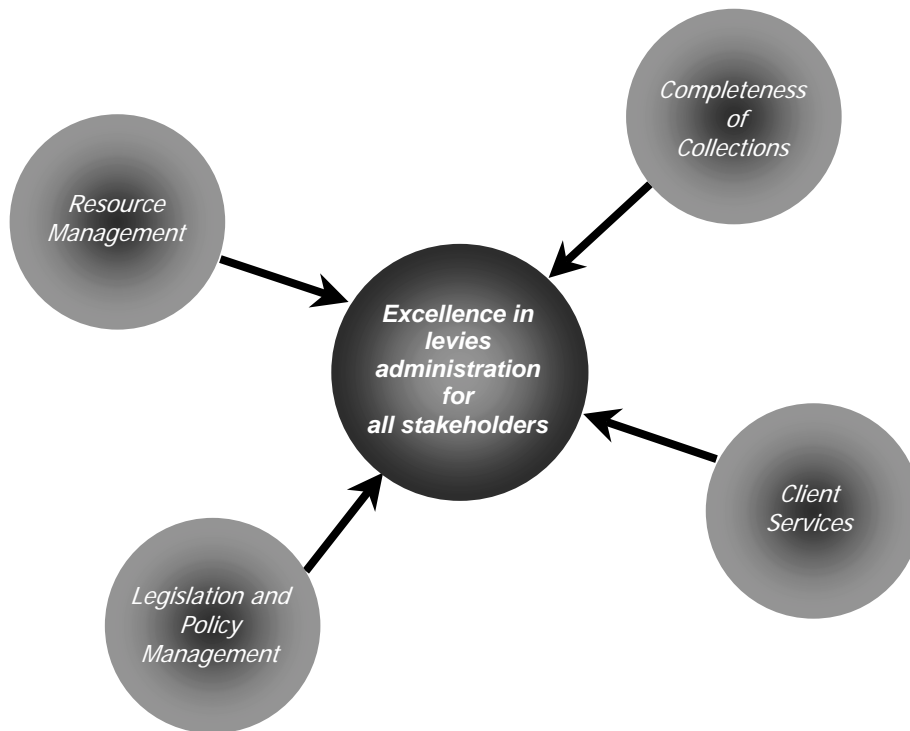 Completeness
of
Collections
Resource
Management
Excellence in
levies
administration
for
all stakeholders
Client
Services
Legislation and
Policy
Management